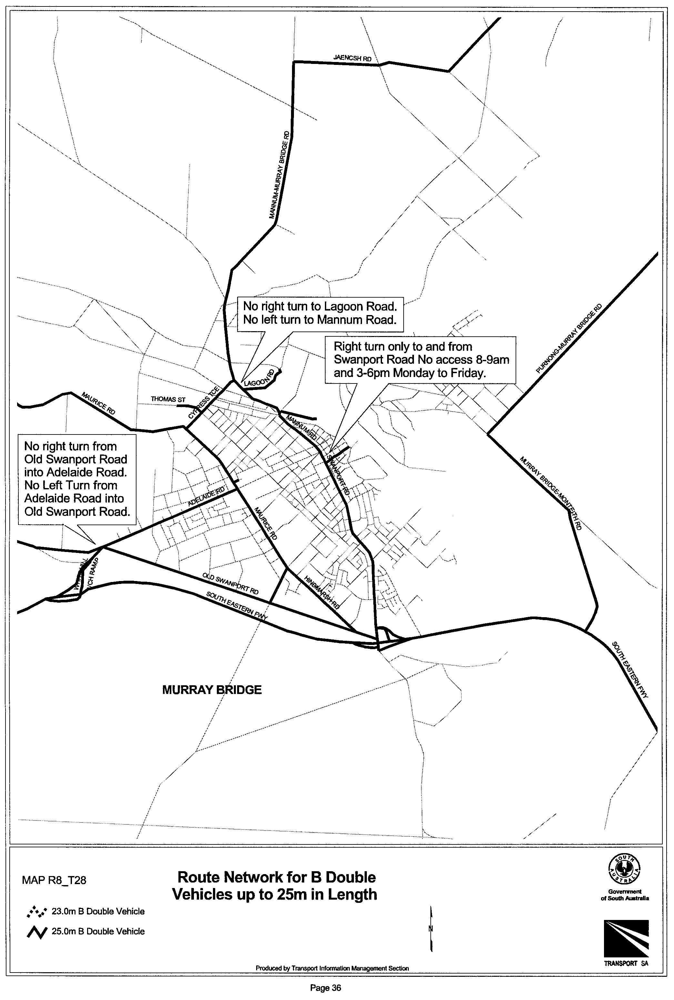 JAENCSH RD
MANNUM-MURRAY BRIDGE RD
No right turn to Lagoon Road.
No left turn to Mannum Road.
PURNONG-MURRAY BRIDGE RD
Right turn only to and from
Swanport Road No access 8-9am
and 3-6pm Monday to Friday.
LAGOON RD
THOMAS ST
CYPRESS TCE
MAURICE RD
MANNUM RD
No right turn from
Old Swanport Road
into Adelaide Road.
No Left Turn from
Adelaide Road into
Old Swanport Road.
SWANPORT RD
MURRAY BRIDGE-MONTEITH RD
ADELAIDE RD
MAURICE RD
RAMP
OLD SWANPORT RD
HINDMARSH RD
SOUTH EASTERN FWY
SOUTH EASTERN FWY
MURRAY BRIDGE
MAP R8_T28
Route Network for B Double
Vehicles up to 25m in Length
23.0m B Double Vehicle
25.0m B Double Vehicle
N
SOUTH
AUSTRALIA
Government
of South Australia
TRANSPORT SA
Produced by Transport Information Management Section
Page 36